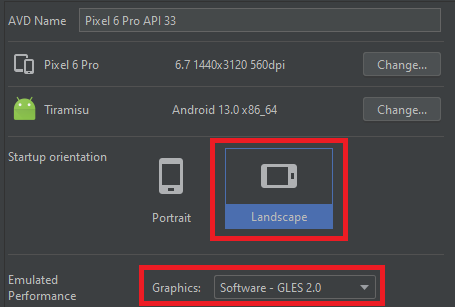 AVD Name Pixel 6 Pro API 33
Pixel 6 Pro 6.7 1440x3120 560dpi Change...
Tiramisu Android 13.0 x86_64 Change...
Startup orientation
Portrait Landscape
Emulated
Performance Graphics: Software - GLES 2.0